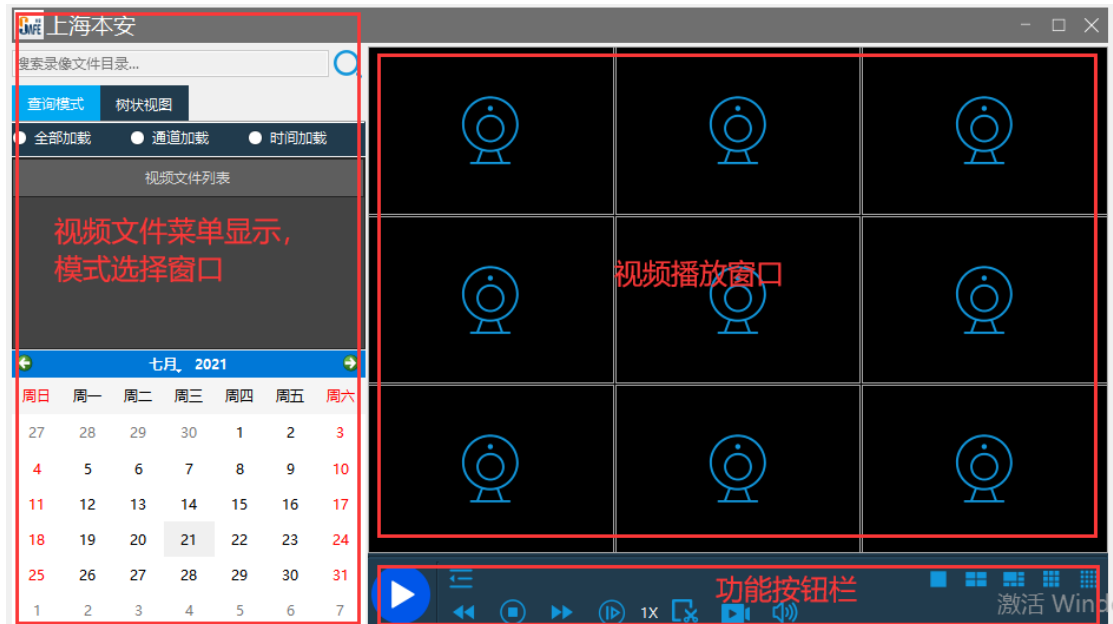 上海本安
搜索录像文件目录...
查询模式 树状视图
全部加载 通道加载 时间加载
视频文件列表
视频文件菜单显示,
模式选择窗口
视频播放窗口
七月, 2021
周日 周一 周二 周三 周四 周五 周六
27 28 29 30 1 2 3
4 5 6 7 8 9 10
11 12 13 14 15 16 17
18 19 20 21 22 23 24
25 26 27 28 29 30 31
1 2 3 4 5 6 7
功能按钮栏
1X
激活 Wind